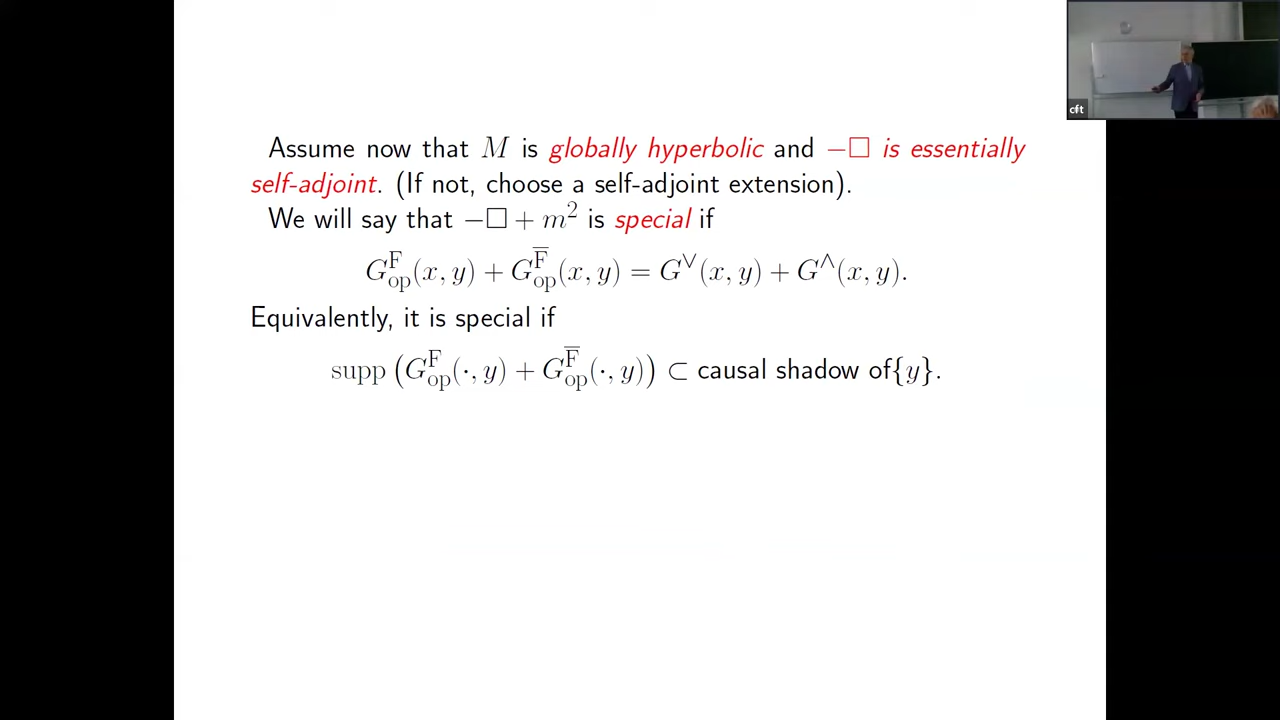 Assume now that M is globally hyperbolic and −□ is essentially
self-adjoint. (If not, choose a self-adjoint extension).
We will say that −□ + m² is special if
G^F_op(x, y) + G^F̅_op(x, y) = G^∨(x, y) + G^∧(x, y).
Equivalently, it is special if
supp (G^F_op(·, y) + G^F̅_op(·, y)) ⊂ causal shadow of{y}.
cft